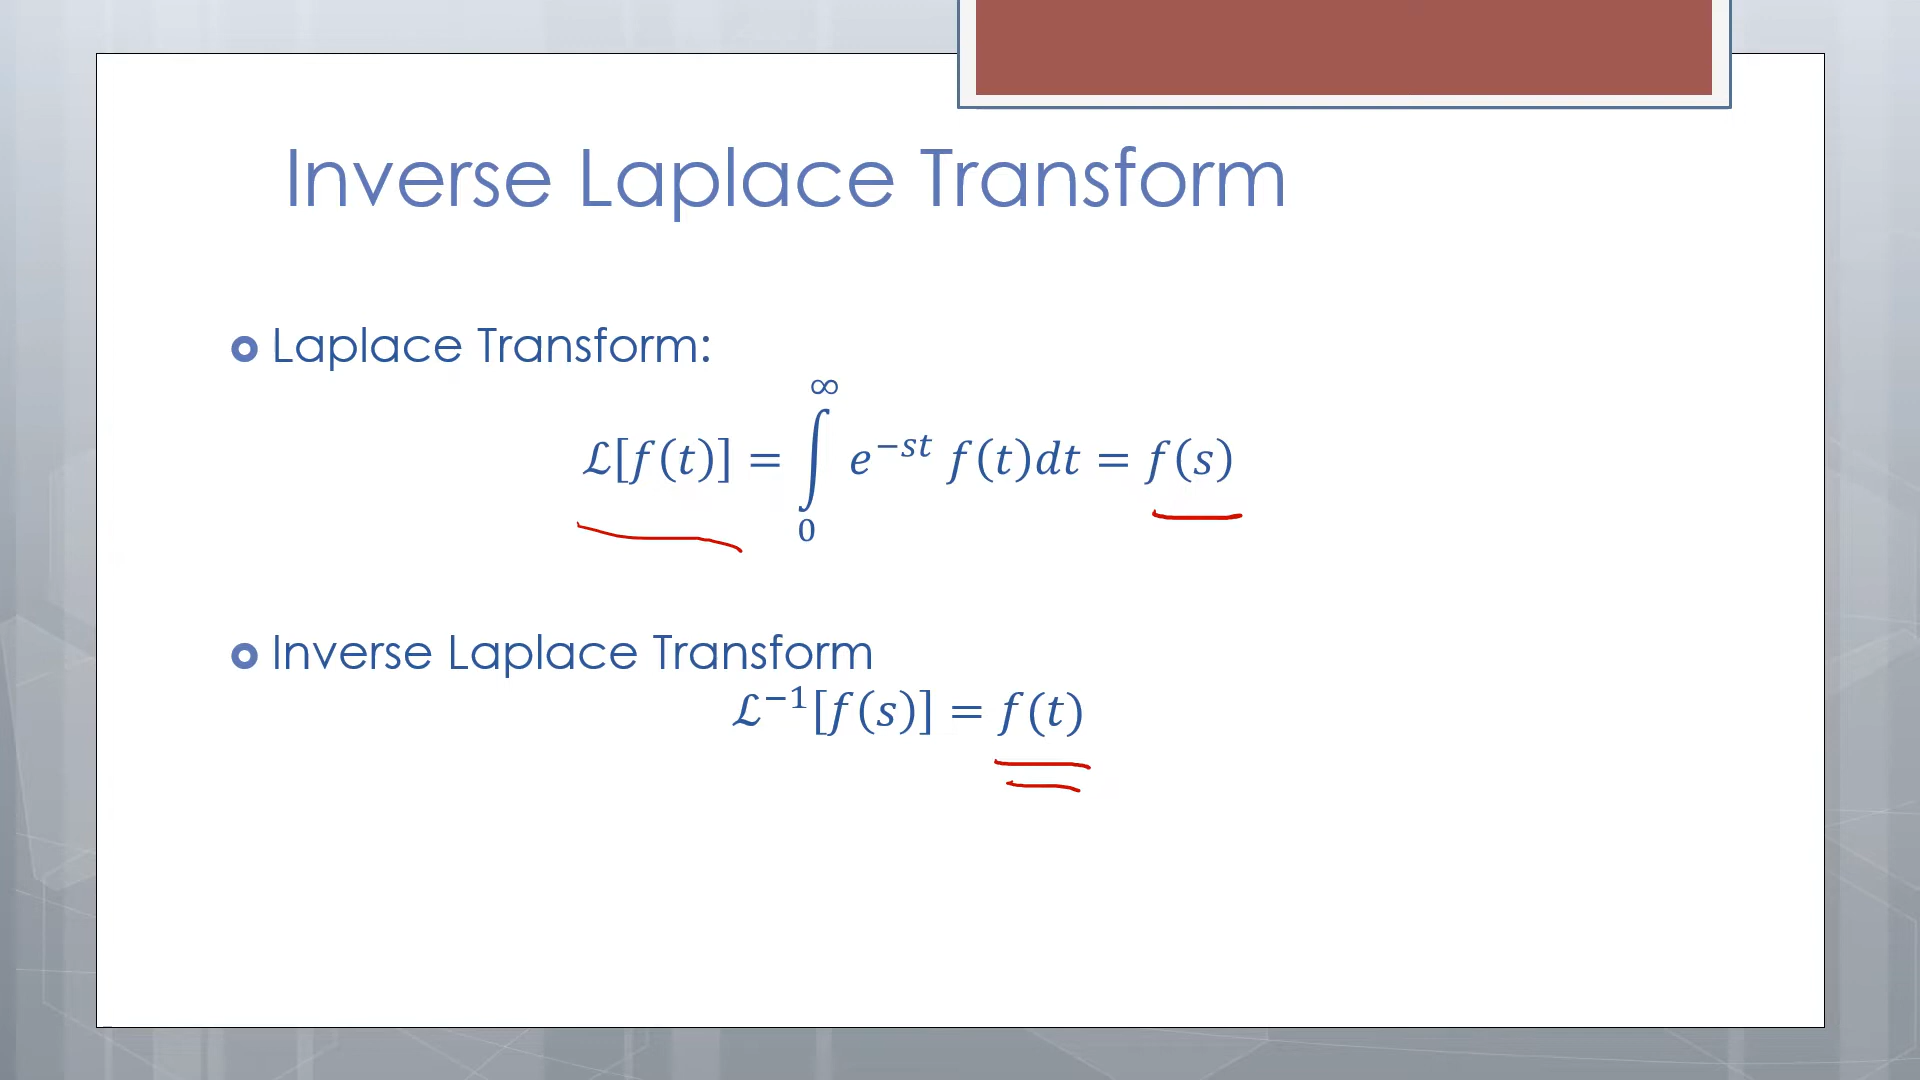 Inverse Laplace Transform
Laplace Transform:
ℒ[f(t)] = ∫₀^∞ e^{−st} f(t)dt = f(s)
Inverse Laplace Transform
ℒ⁻¹[f(s)] = f(t)